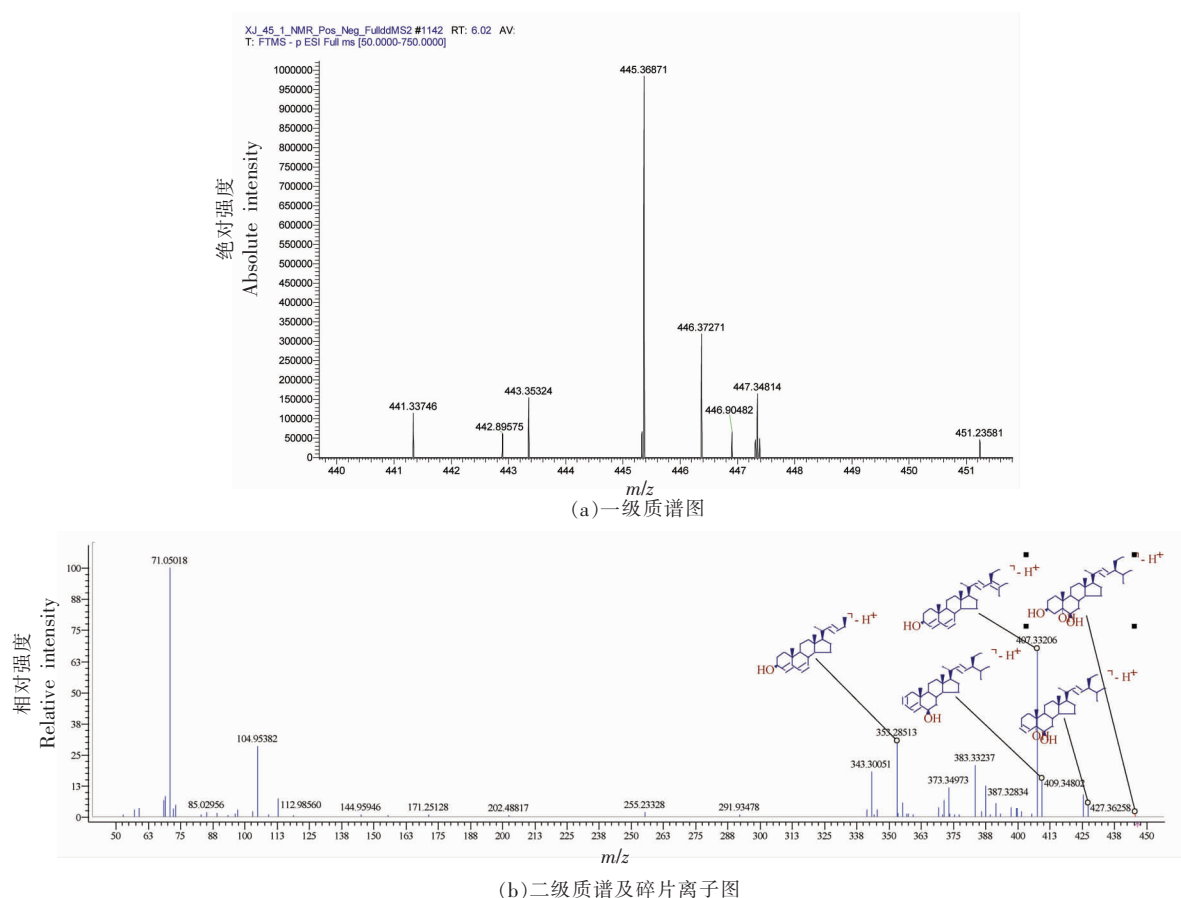 XJ_45_1_NMR_Pos_Neg_FullddMS2 #1142 RT: 6.02 AV:
T: FTMS - p ESI Full ms [50.0000-750.0000]
绝对强度
Absolute intensity
1000000
950000
900000
850000
800000
750000
700000
650000
600000
550000
500000
450000
400000
350000
300000
250000
200000
150000
100000
50000
0
445.36871
446.37271
447.34814
443.35324
441.33746
446.90482
442.89575
451.23581
440 441 442 443 444 445 446 447 448 449 450 451
m/z
(a)一级质谱图
相对强度
Relative intensity
100
88
75
63
50
38
25
13
0
71.05018
104.95382
85.02956
112.98560
144.95946
171.25128
202.48817
255.23328
291.93478
343.30051
353.28513
373.34973
383.33237
387.32834
407.33206
409.34802
427.36258
HO
┐- H⁺
HO
┐- H⁺
OH
┐- H⁺
HO
OH
OH
┐- H⁺
OH
OH
┐- H⁺
50 63 75 88 100 113 125 138 150 163 175 188 200 213 225 238 250 263 275 288 300 313 325 338 350 363 375 388 400 413 425 438 450
m/z
(b)二级质谱及碎片离子图